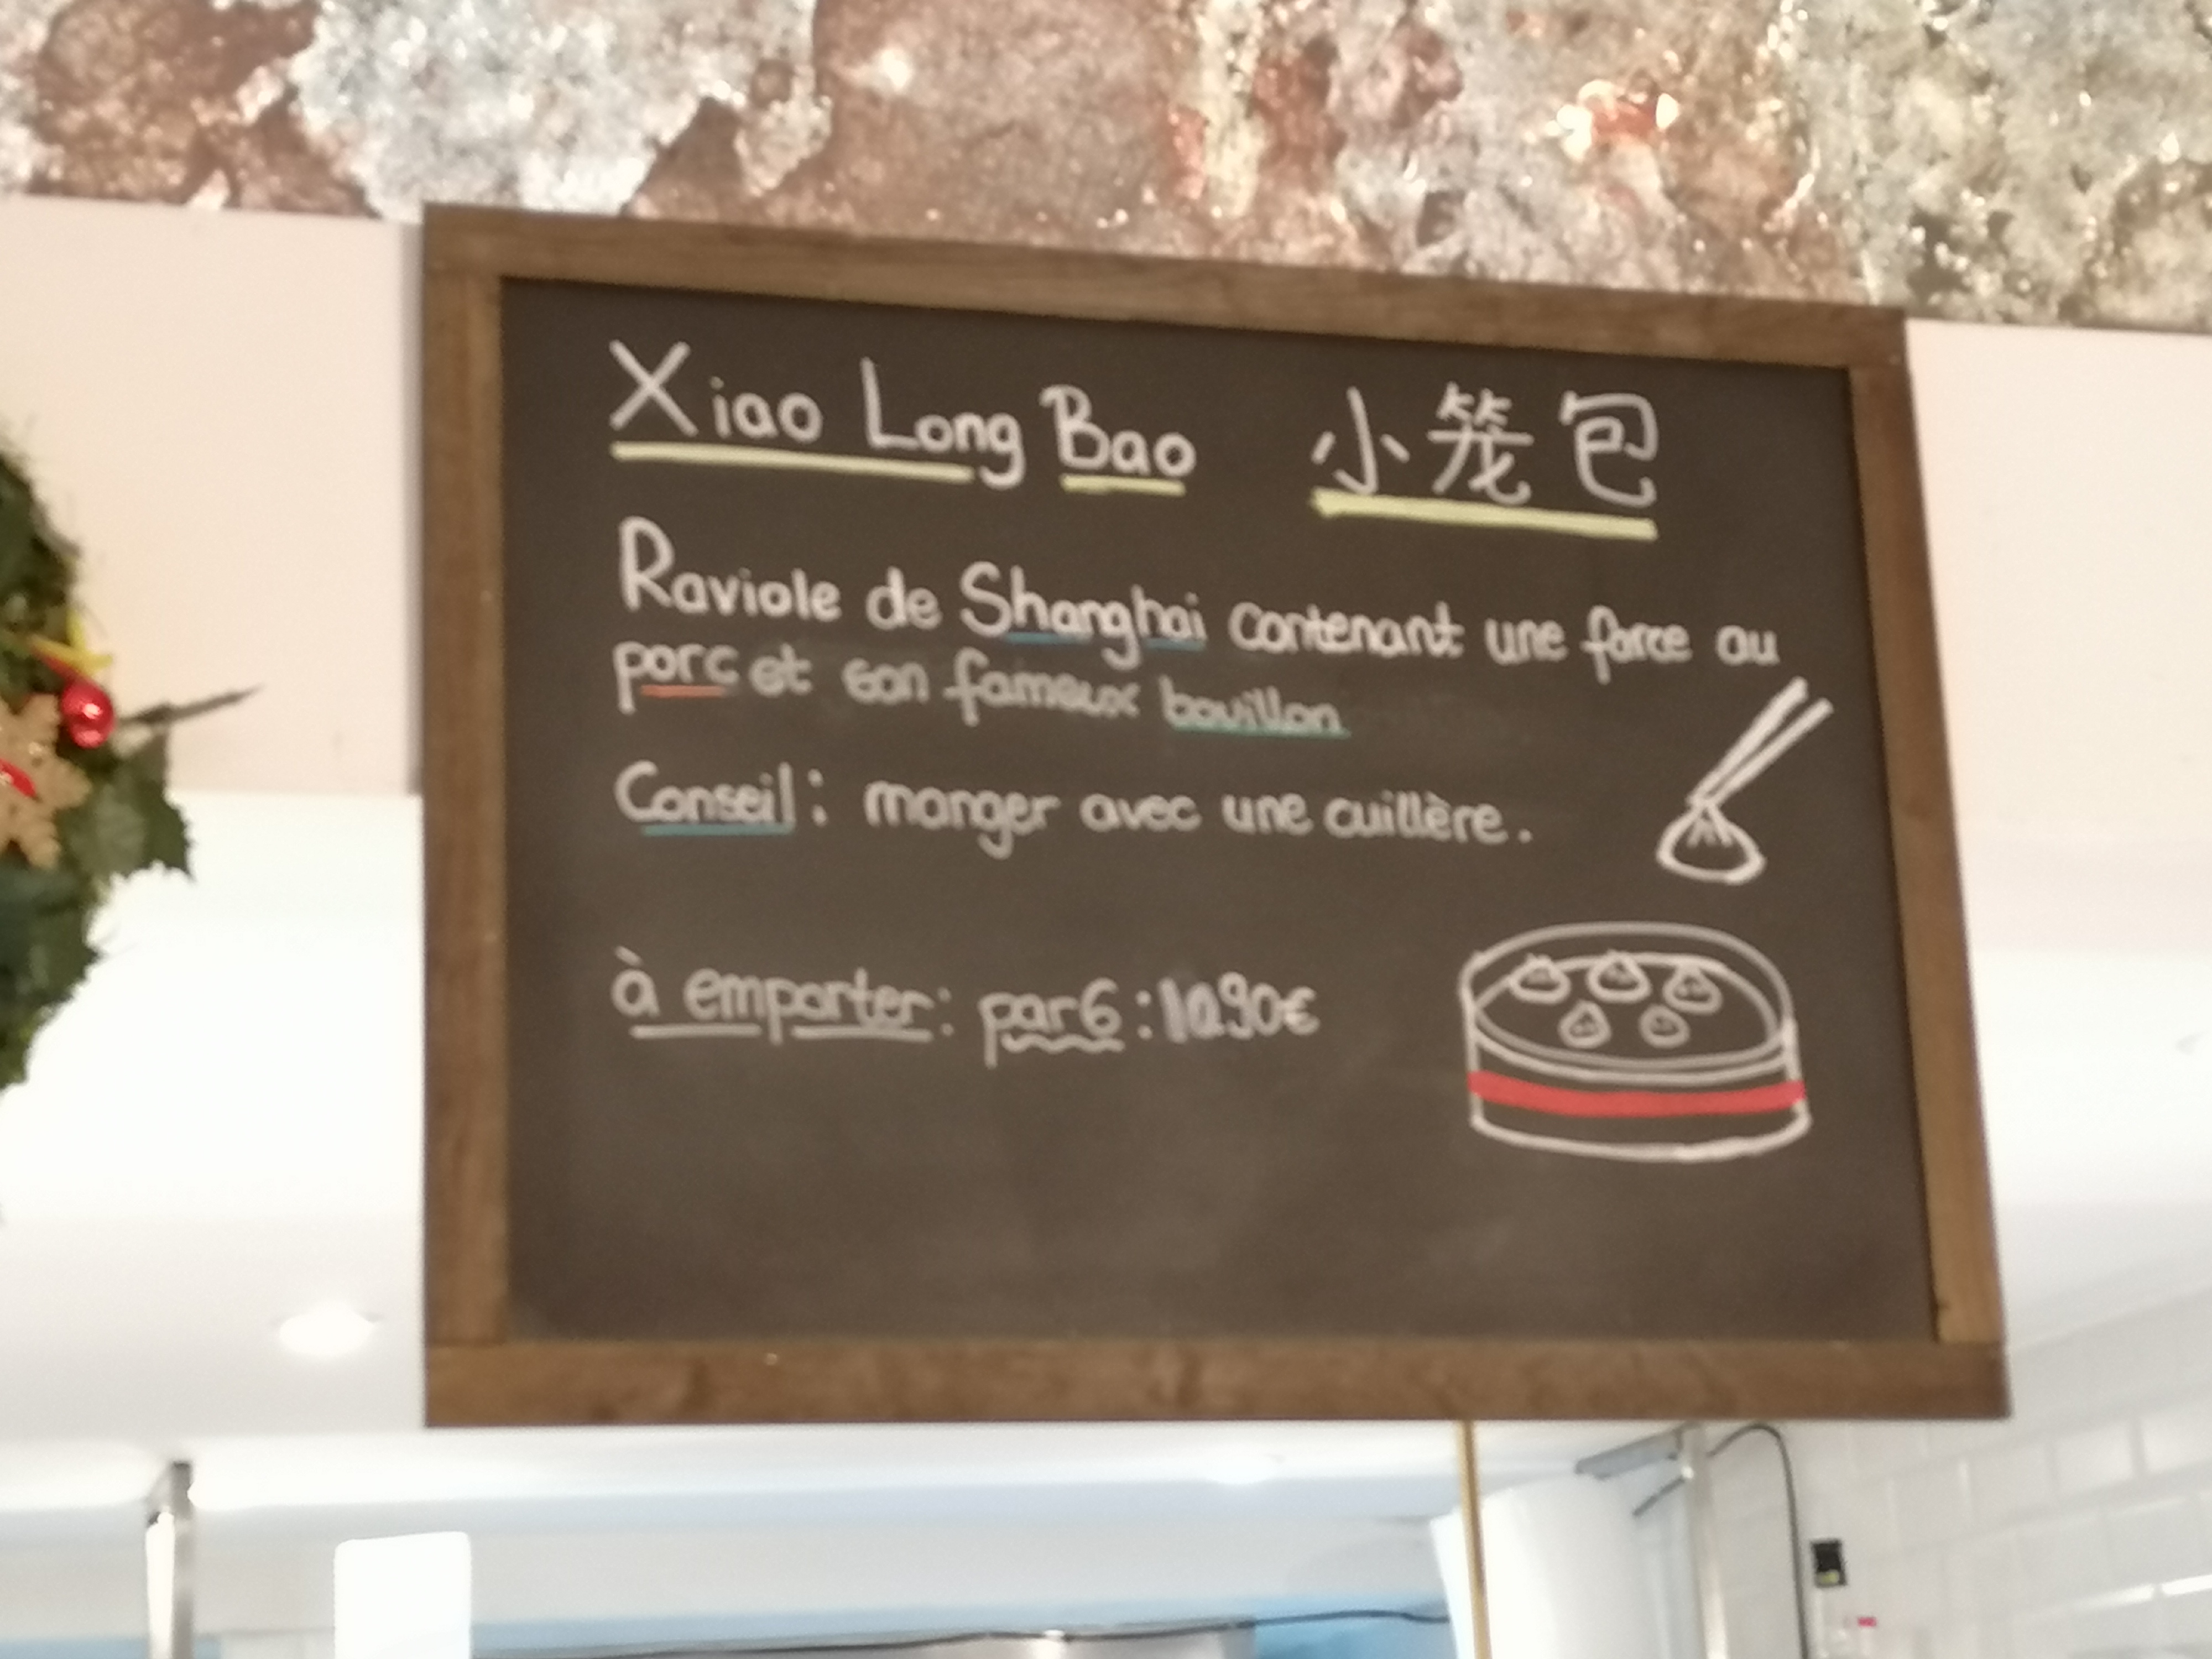 Xiao Long Bao 小笼包
Raviole de Shanghai contenant une farce au
porc et son fameux bouillon
Conseil : manger avec une cuillère.
à emporter : par 6 : 10.90€